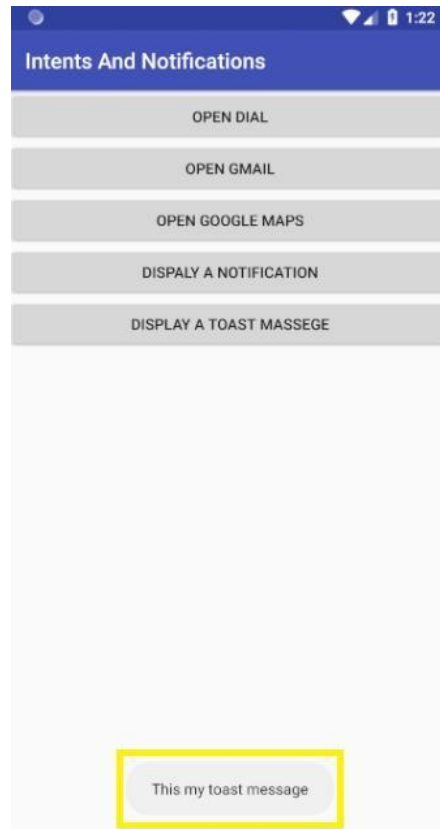 1:22
Intents And Notifications
OPEN DIAL
OPEN GMAIL
OPEN GOOGLE MAPS
DISPALY A NOTIFICATION
DISPLAY A TOAST MASSEGE
This my toast message